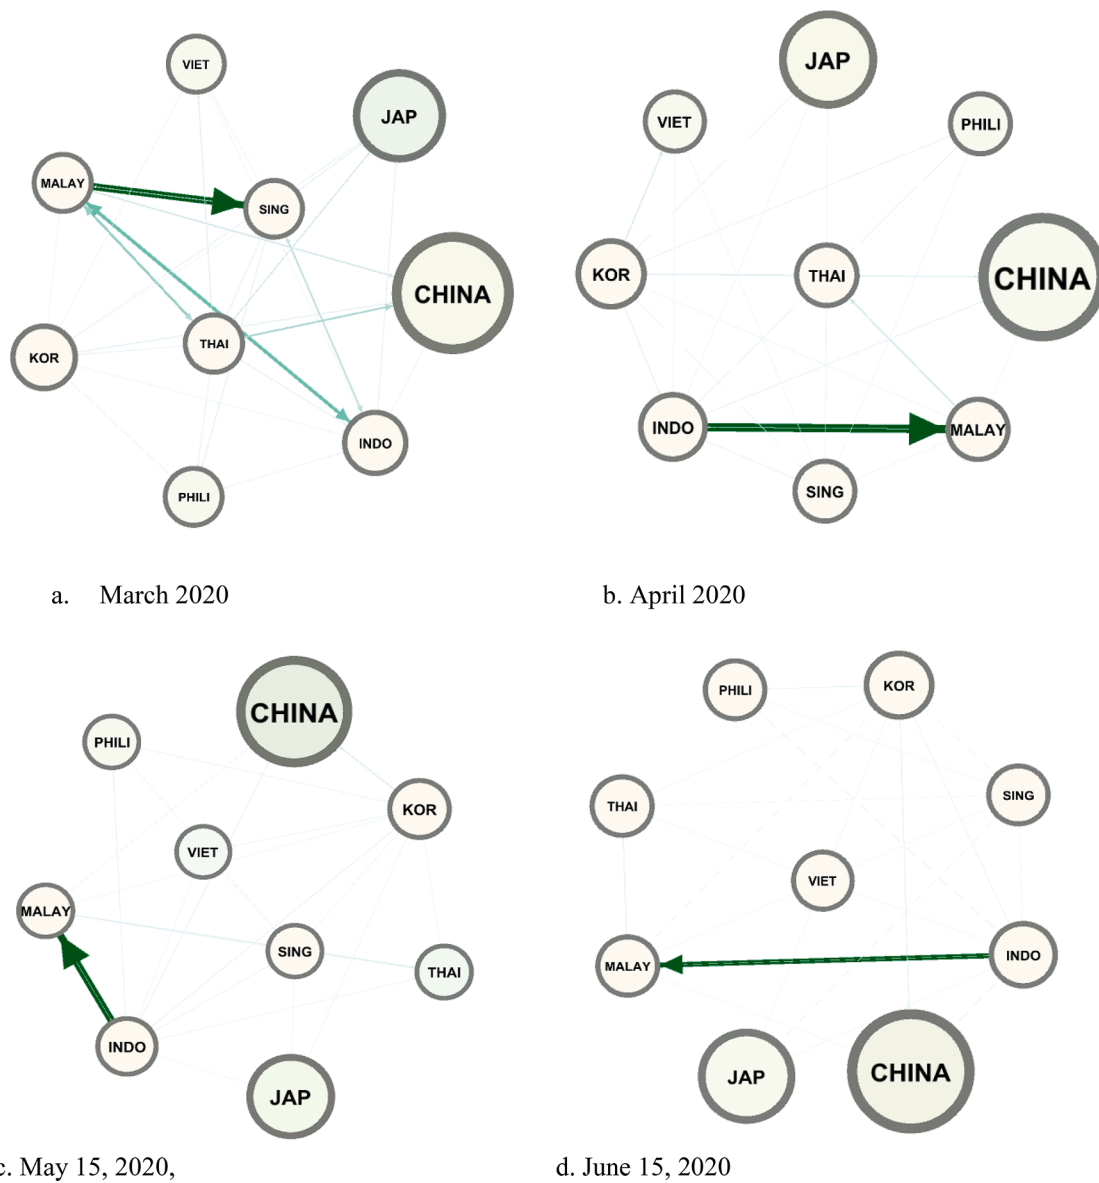 VIET
JAP
MALAY
SING
CHINA
THAI
KOR
INDO
PHILI
a. March 2020
JAP
VIET
PHILI
KOR
THAI
CHINA
INDO
MALAY
SING
b. April 2020
CHINA
PHILI
KOR
VIET
MALAY
SING
THAI
INDO
JAP
c. May 15, 2020,
PHILI
KOR
THAI
SING
VIET
MALAY
INDO
JAP
CHINA
d. June 15, 2020